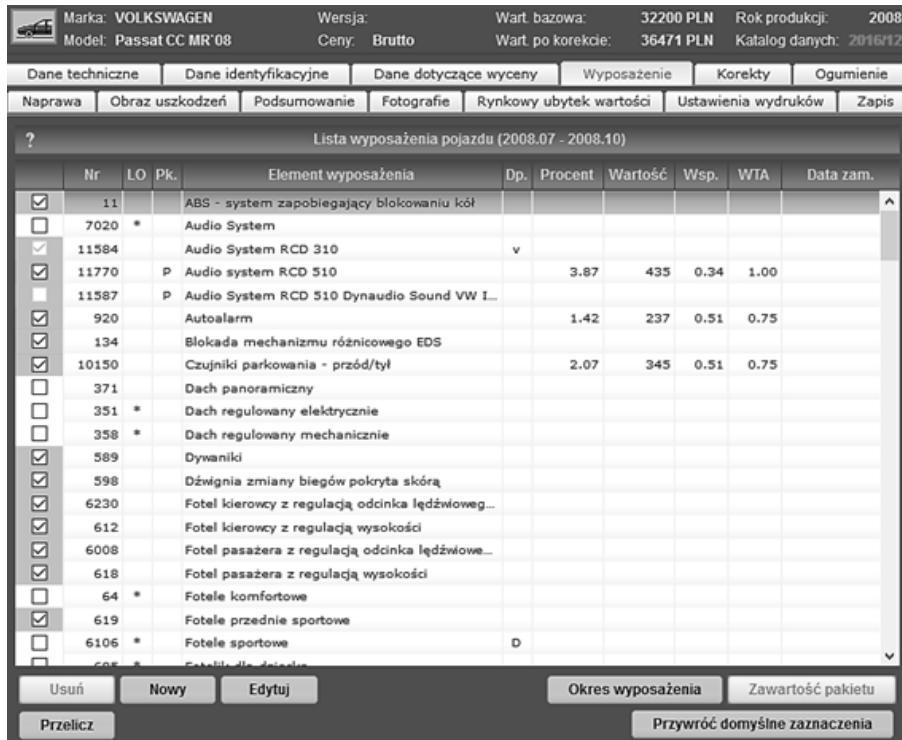 Marka: VOLKSWAGEN Wersja: Wart. bazowa: 32200 PLN Rok produkcji: 2008
Model: Passat CC MR`08 Ceny: Brutto Wart. po korekcie: 36471 PLN Katalog danych: 2016/12
Dane techniczne Dane identyfikacyjne Dane dotyczące wyceny Wyposażenie Korekty Ogumienie
Naprawa Obraz uszkodzeń Podsumowanie Fotografie Rynkowy ubytek wartości Ustawienia wydruków Zapis
? Lista wyposażenia pojazdu (2008.07 - 2008.10)
Nr LO Pk. Element wyposażenia Dp. Procent Wartość Wsp. WTA Data zam.
11 ABS - system zapobiegający blokowaniu kół
7020 * Audio System
11584 Audio System RCD 310 v
11770 P Audio system RCD 510 3.87 435 0.34 1.00
11587 P Audio System RCD 510 Dynaudio Sound VW I...
920 Autoalarm 1.42 237 0.51 0.75
134 Blokada mechanizmu różnicowego EDS
10150 Czujniki parkowania - przód/tył 2.07 345 0.51 0.75
371 Dach panoramiczny
351 * Dach regulowany elektrycznie
358 * Dach regulowany mechanicznie
589 Dywaniki
598 Dźwignia zmiany biegów pokryta skórą
6230 Fotel kierowcy z regulacją odcinka lędźwioweg...
612 Fotel kierowcy z regulacją wysokości
6008 Fotel pasażera z regulacją odcinka lędźwiowe...
618 Fotel pasażera z regulacją wysokości
64 * Fotele komfortowe
619 Fotele przednie sportowe
6106 * Fotele sportowe D
Usuń Nowy Edytuj Okres wyposażenia Zawartość pakietu
Przelicz Przywróć domyślne zaznaczenia